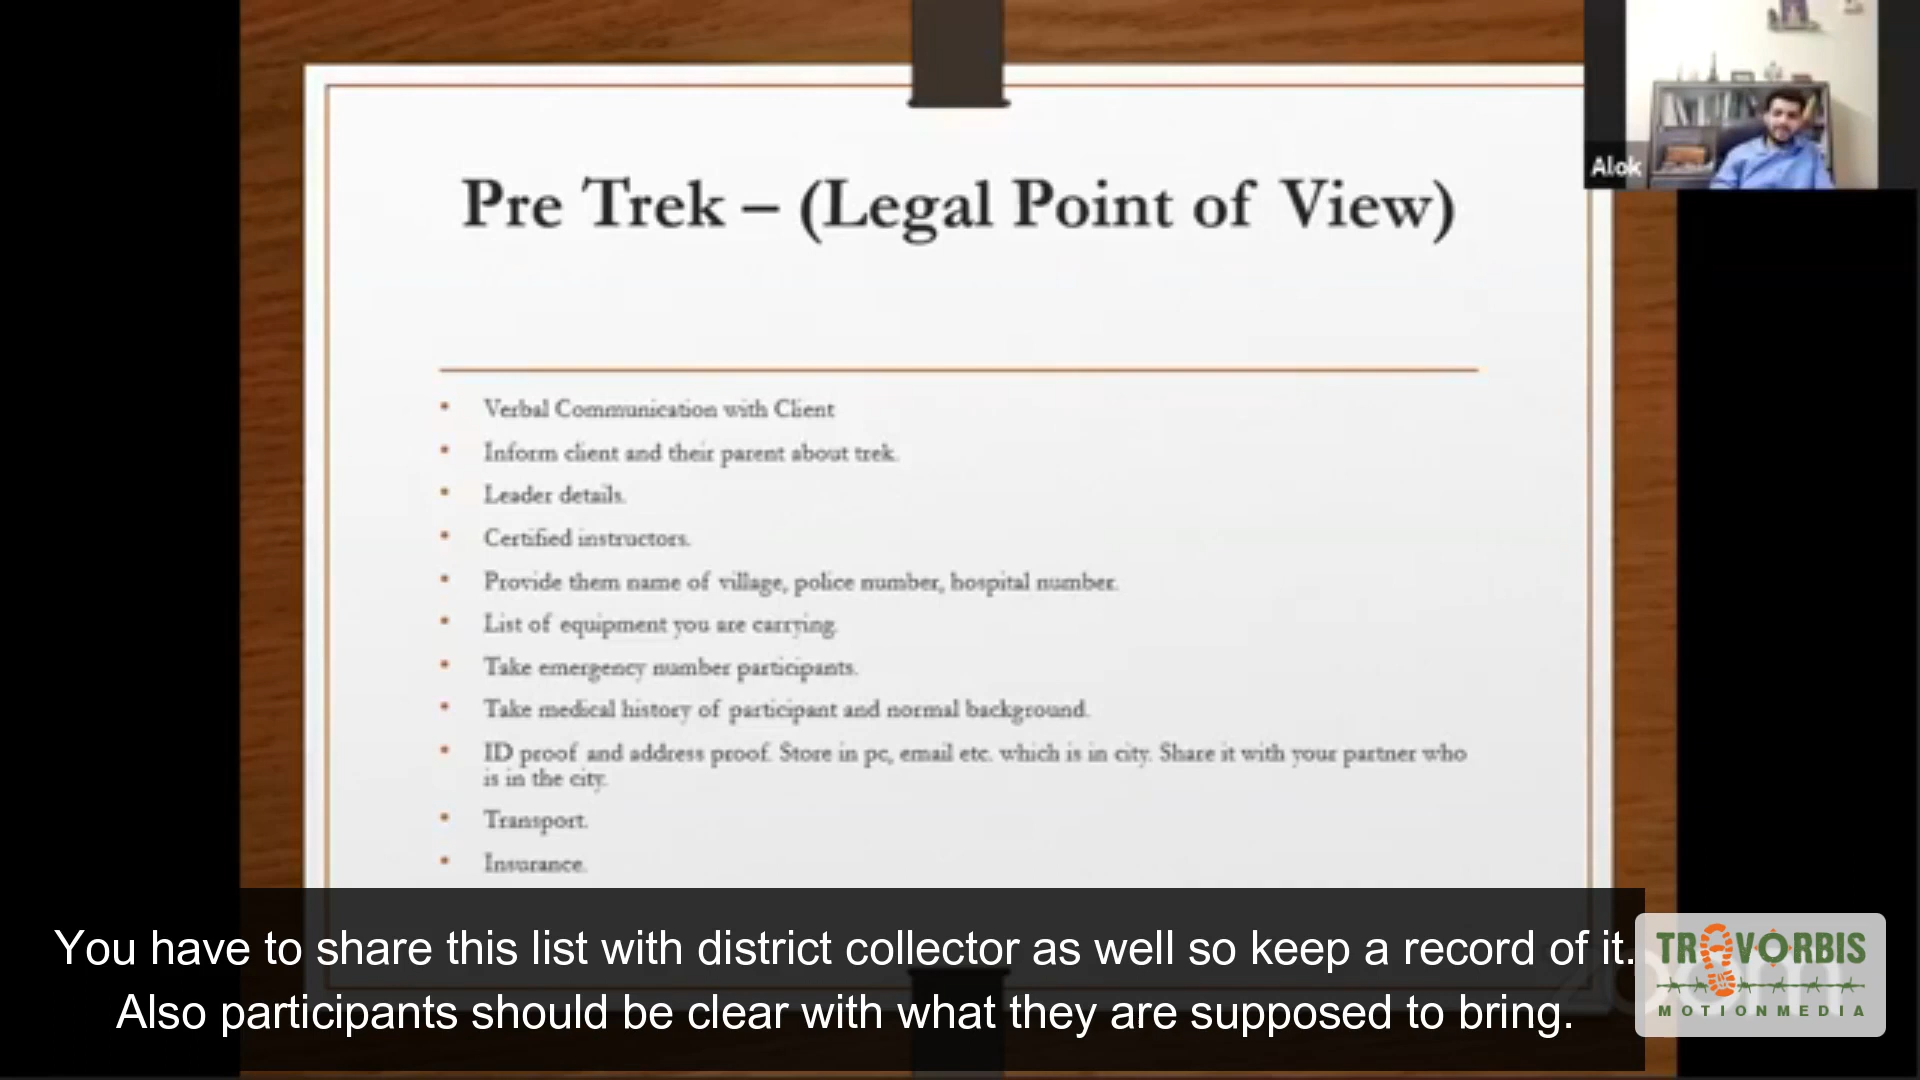 Alok
Pre Trek – (Legal Point of View)
• Verbal Communication with Client
• Inform client and their parent about trek.
• Leader details.
• Certified instructors.
• Provide them name of village, police number, hospital number.
• List of equipment you are carrying.
• Take emergency number participants.
• Take medical history of participant and normal background.
• ID proof and address proof. Store in pc, email etc. which is in city. Share it with your partner who
is in the city.
• Transport.
• Insurance.
You have to share this list with district collector as well so keep a record of it.
Also participants should be clear with what they are supposed to bring.
TRAVORBIS
MOTIONMEDIA